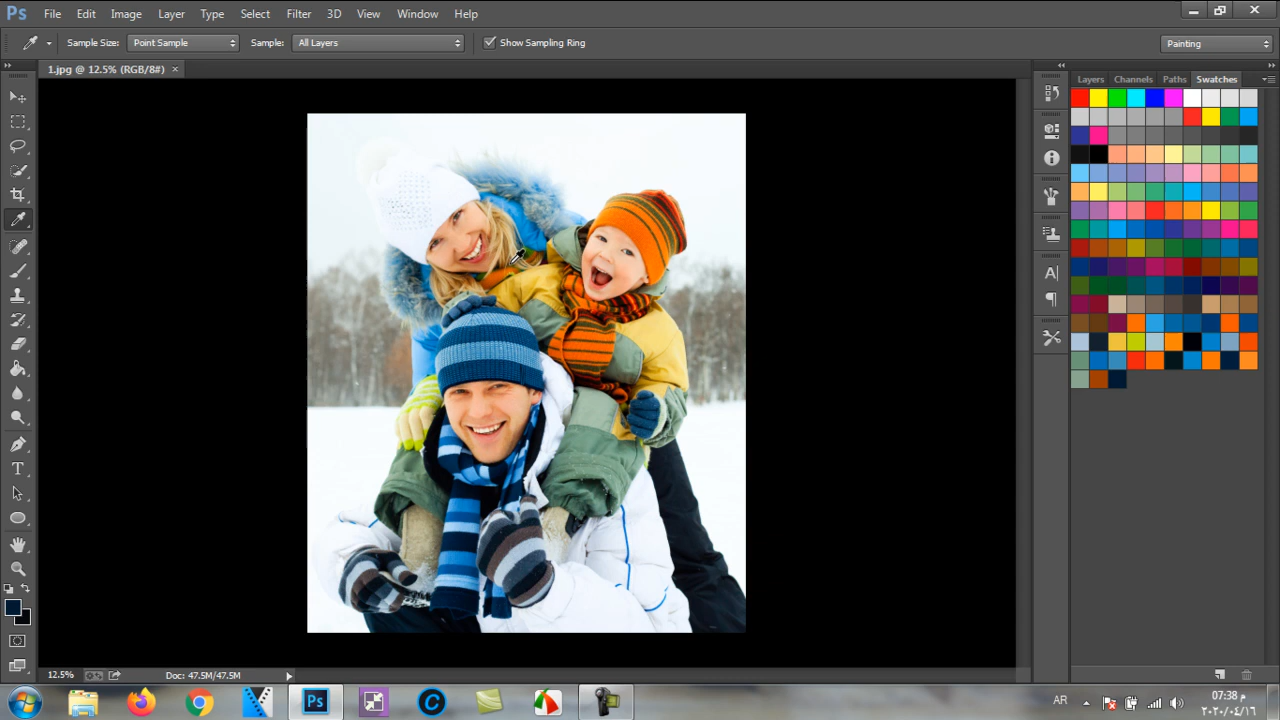 Ps File Edit Image Layer Type Select Filter 3D View Window Help
Sample Size: Point Sample Sample: All Layers Show Sampling Ring Painting
1.jpg @ 12.5% (RGB/8#) ×
Layers Channels Paths Swatches
12.5% Doc: 47.5M/47.5M
Ps
AR
07:38 م
٢٠٢٠/٠٤/١٦